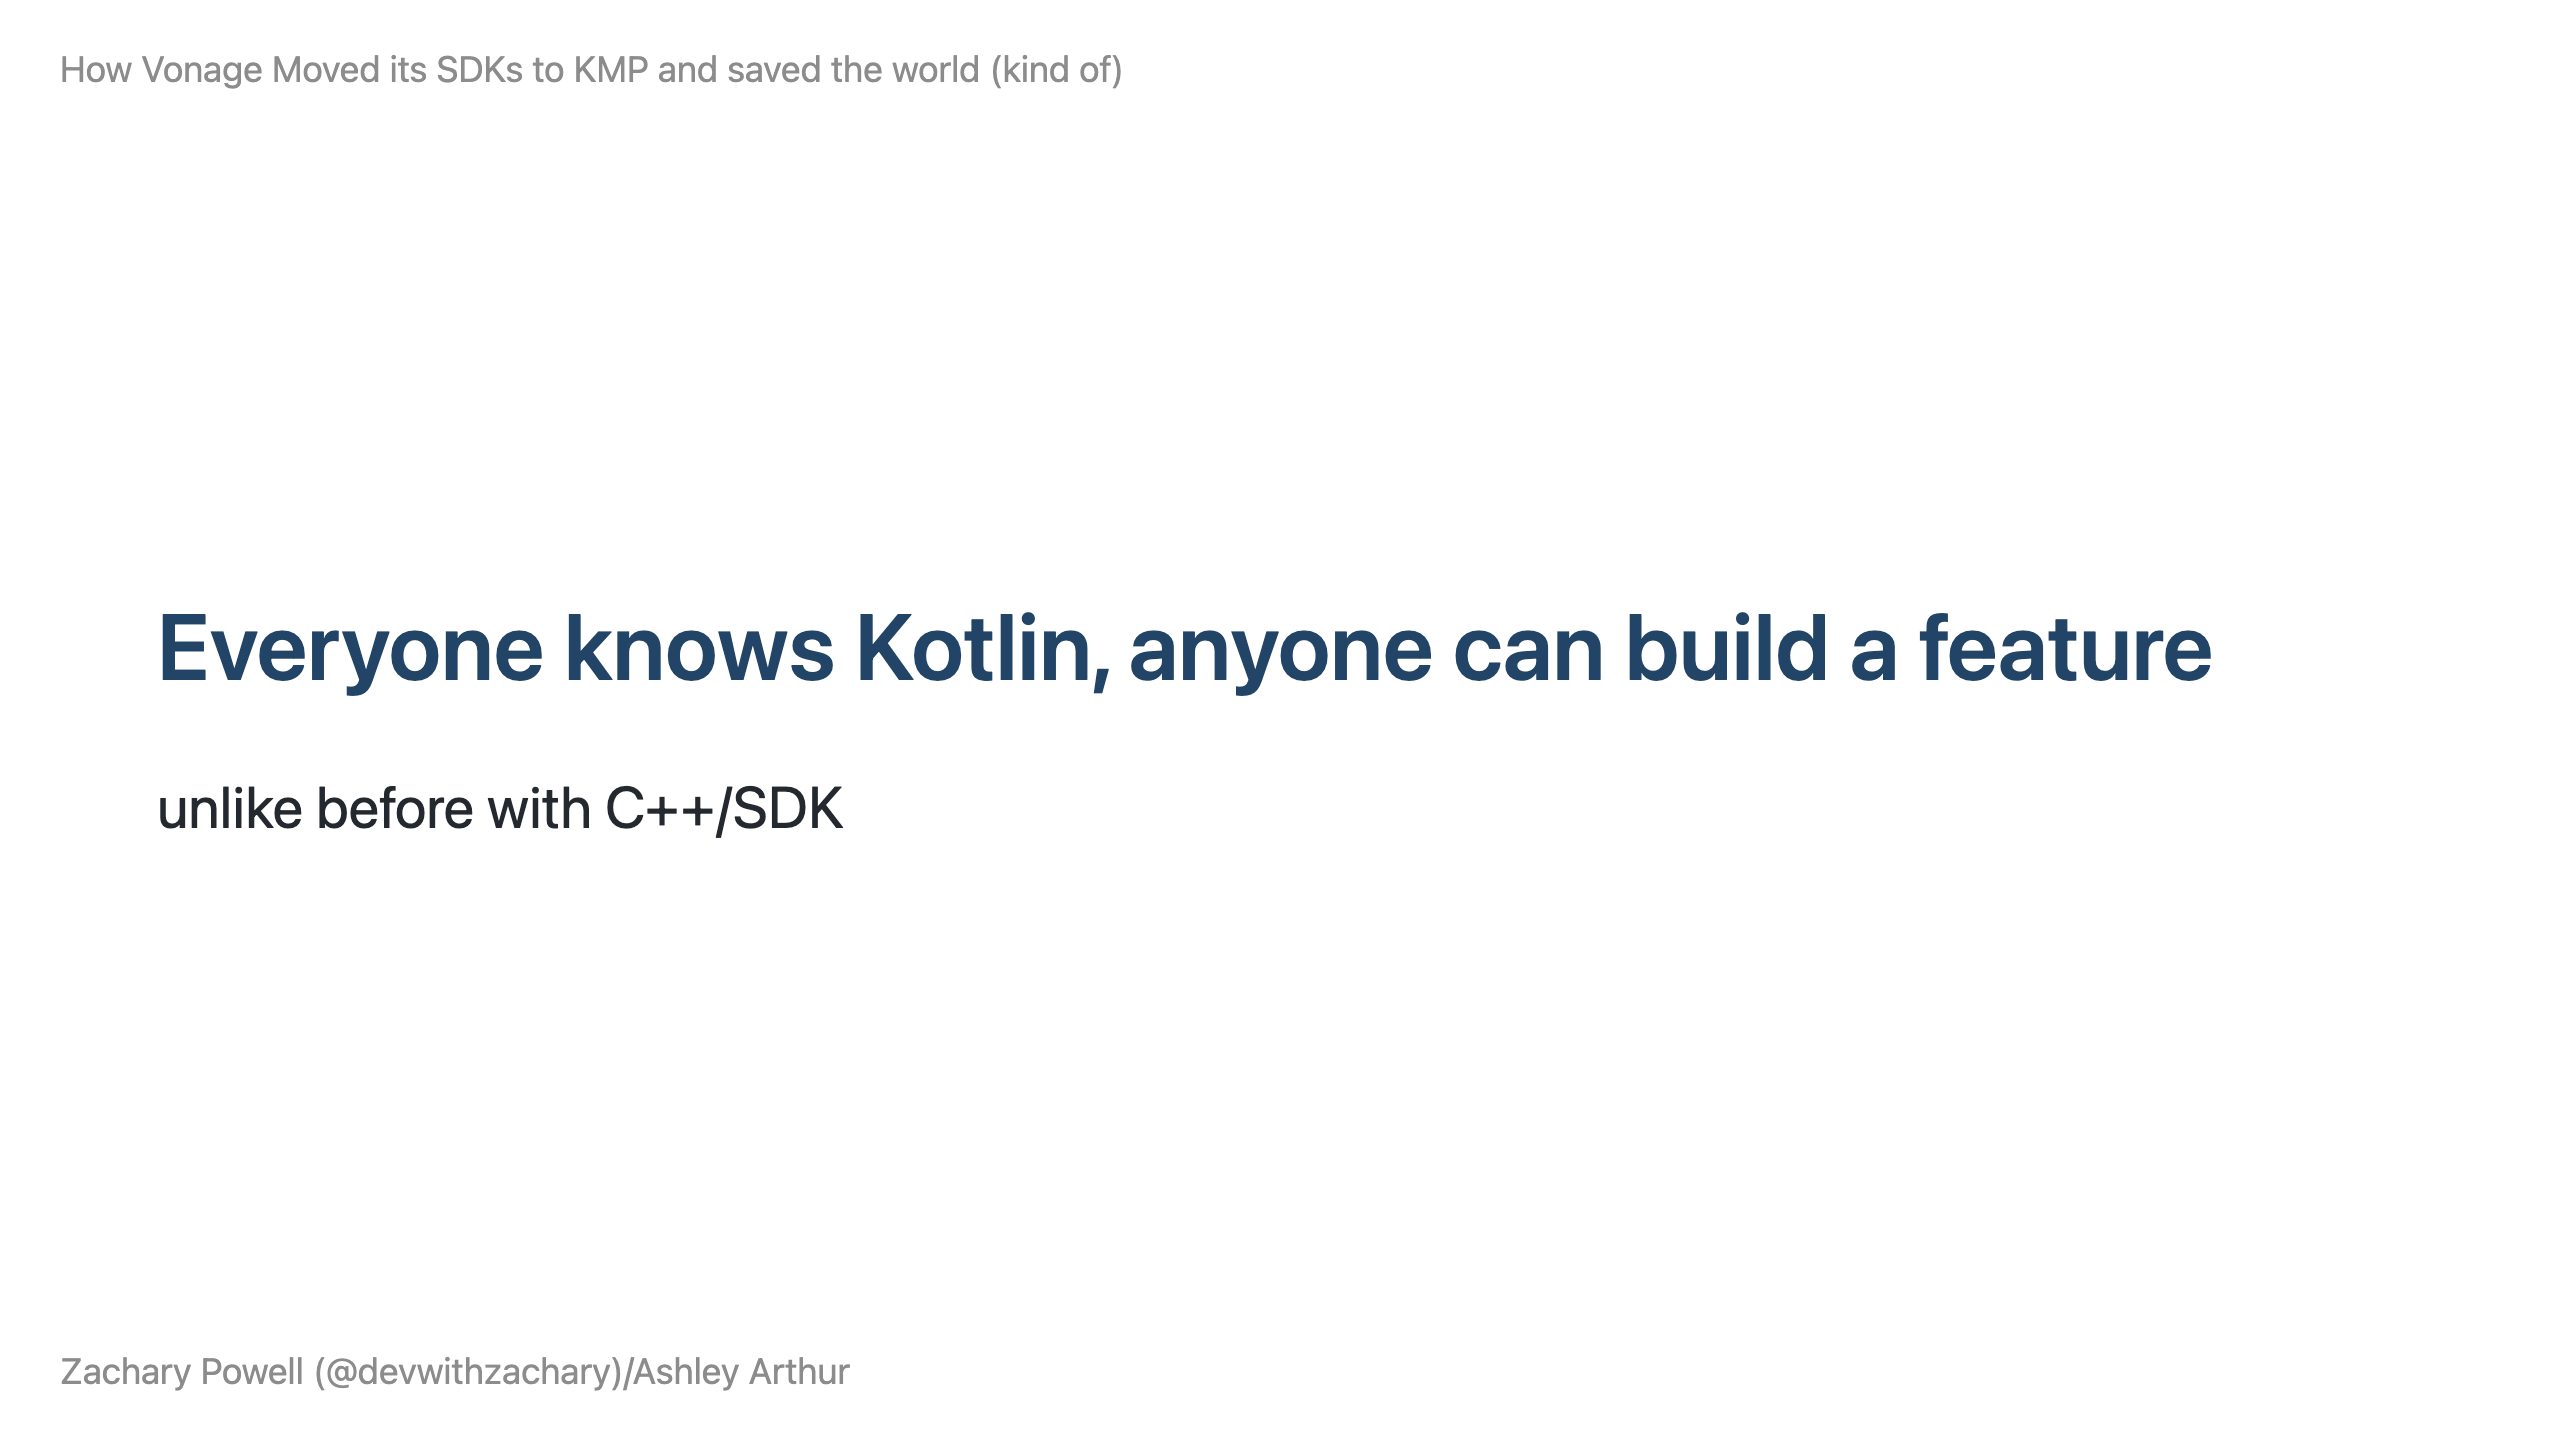 How Vonage Moved its SDKs to KMP and saved the world (kind of)
Everyone knows Kotlin, anyone can build a feature
unlike before with C++/SDK
Zachary Powell (@devwithzachary)/Ashley Arthur